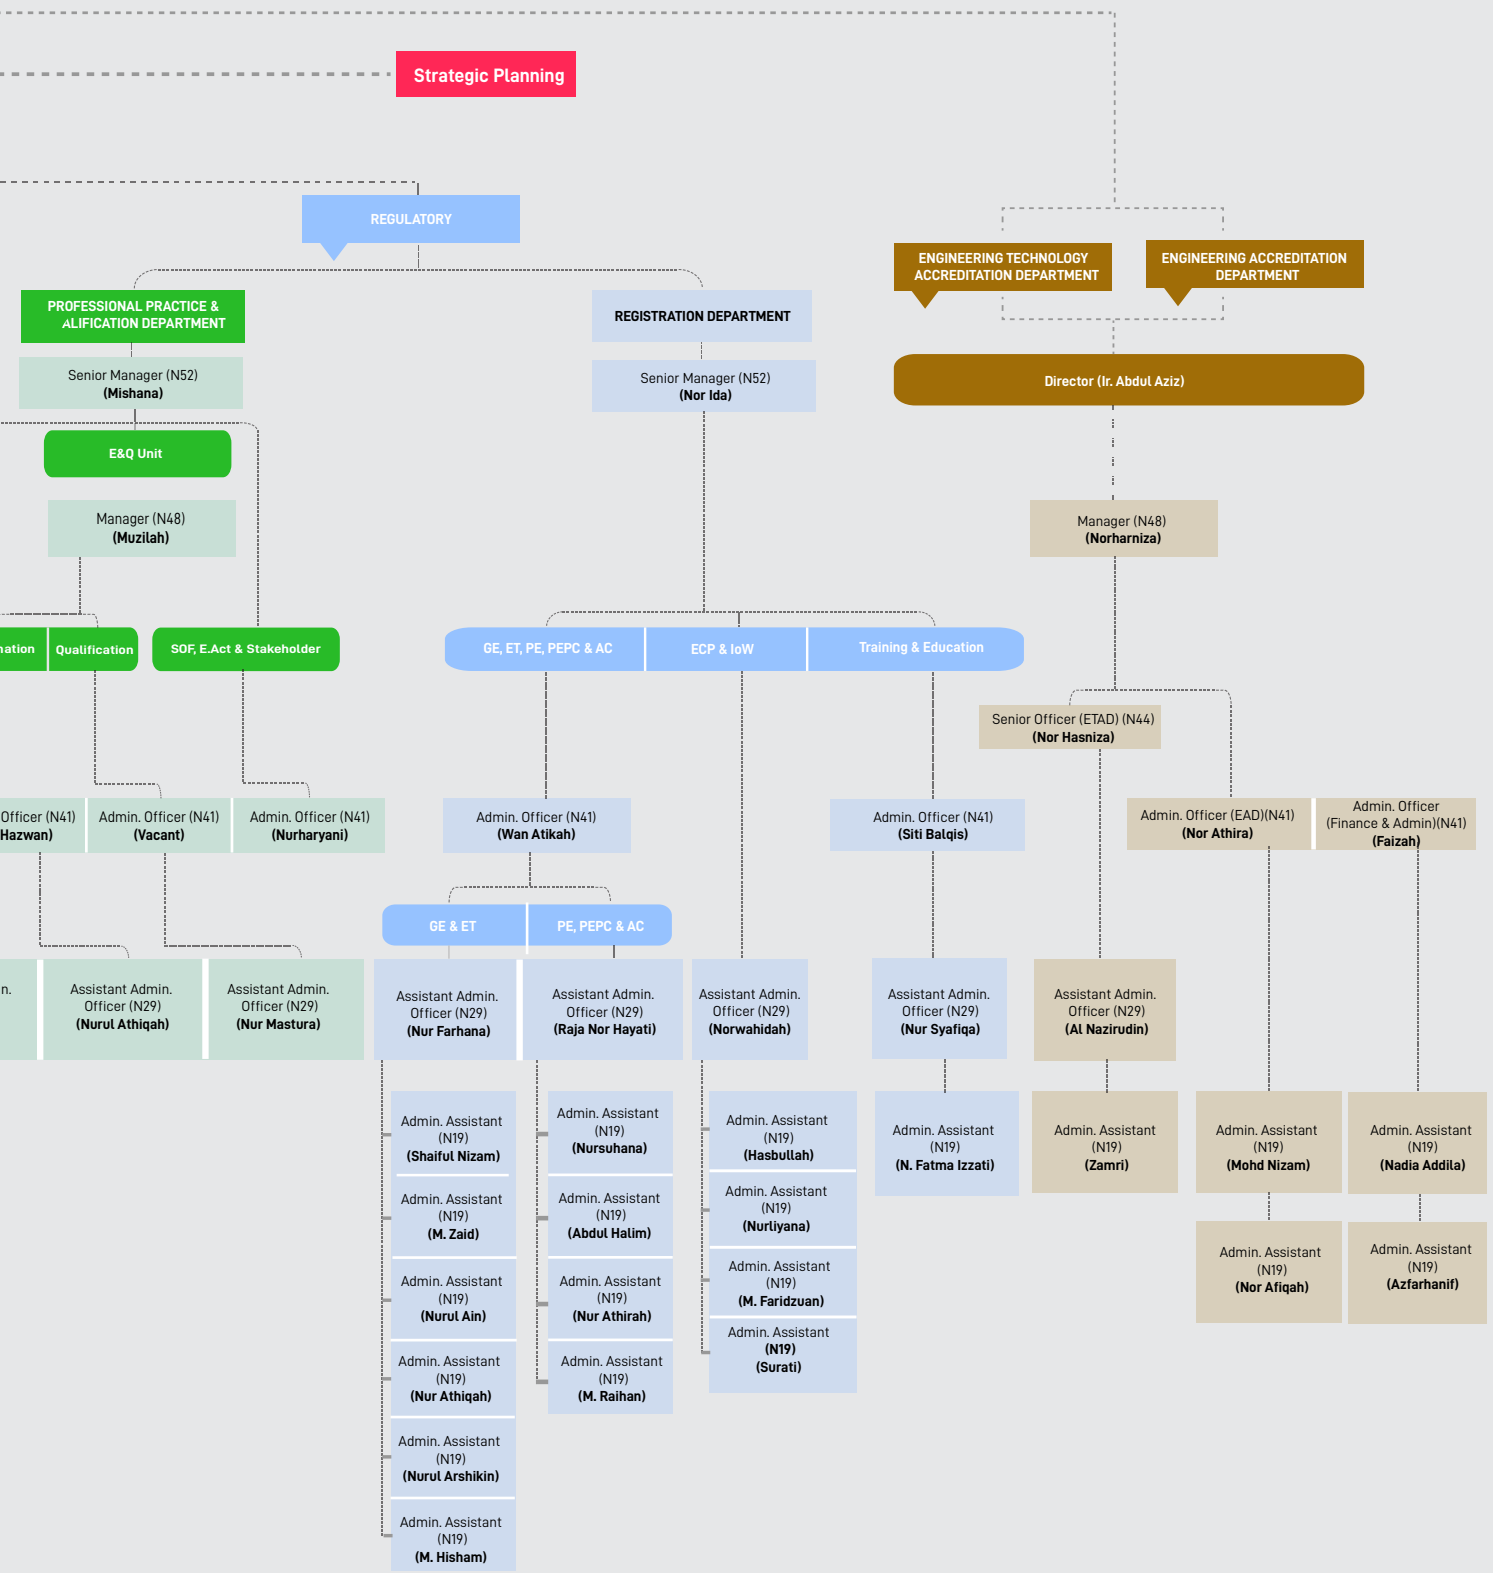 Strategic Planning
REGULATORY
PROFESSIONAL PRACTICE &
ALIFICATION DEPARTMENT
Senior Manager (N52)
(Mishana)
E&Q Unit
Manager (N48)
(Muzilah)
nation
Qualification
SOF, E.Act & Stakeholder
Officer (N41)
Hazwan)
Admin. Officer (N41)
(Vacant)
Admin. Officer (N41)
(Nurharyani)
n.
Assistant Admin.
Officer (N29)
(Nurul Athiqah)
Assistant Admin.
Officer (N29)
(Nur Mastura)
REGISTRATION DEPARTMENT
Senior Manager (N52)
(Nor Ida)
GE, ET, PE, PEPC & AC
ECP & IoW
Training & Education
Admin. Officer (N41)
(Wan Atikah)
Admin. Officer (N41)
(Siti Balqis)
GE & ET
PE, PEPC & AC
Assistant Admin.
Officer (N29)
(Nur Farhana)
Assistant Admin.
Officer (N29)
(Raja Nor Hayati)
Assistant Admin.
Officer (N29)
(Norwahidah)
Assistant Admin.
Officer (N29)
(Nur Syafiqa)
Admin. Assistant
(N19)
(Shaiful Nizam)
Admin. Assistant
(N19)
(M. Zaid)
Admin. Assistant
(N19)
(Nurul Ain)
Admin. Assistant
(N19)
(Nur Athiqah)
Admin. Assistant
(N19)
(Nurul Arshikin)
Admin. Assistant
(N19)
(M. Hisham)
Admin. Assistant
(N19)
(Nursuhana)
Admin. Assistant
(N19)
(Abdul Halim)
Admin. Assistant
(N19)
(Nur Athirah)
Admin. Assistant
(N19)
(M. Raihan)
Admin. Assistant
(N19)
(Hasbullah)
Admin. Assistant
(N19)
(Nurliyana)
Admin. Assistant
(N19)
(M. Faridzuan)
Admin. Assistant
(N19)
(Surati)
Admin. Assistant
(N19)
(N. Fatma Izzati)
ENGINEERING TECHNOLOGY
ACCREDITATION DEPARTMENT
ENGINEERING ACCREDITATION
DEPARTMENT
Director (Ir. Abdul Aziz)
Manager (N48)
(Norharniza)
Senior Officer (ETAD) (N44)
(Nor Hasniza)
Admin. Officer (EAD)(N41)
(Nor Athira)
Admin. Officer
(Finance & Admin)(N41)
(Faizah)
Assistant Admin.
Officer (N29)
(Al Nazirudin)
Admin. Assistant
(N19)
(Zamri)
Admin. Assistant
(N19)
(Mohd Nizam)
Admin. Assistant
(N19)
(Nadia Addila)
Admin. Assistant
(N19)
(Nor Afiqah)
Admin. Assistant
(N19)
(Azfarhanif)